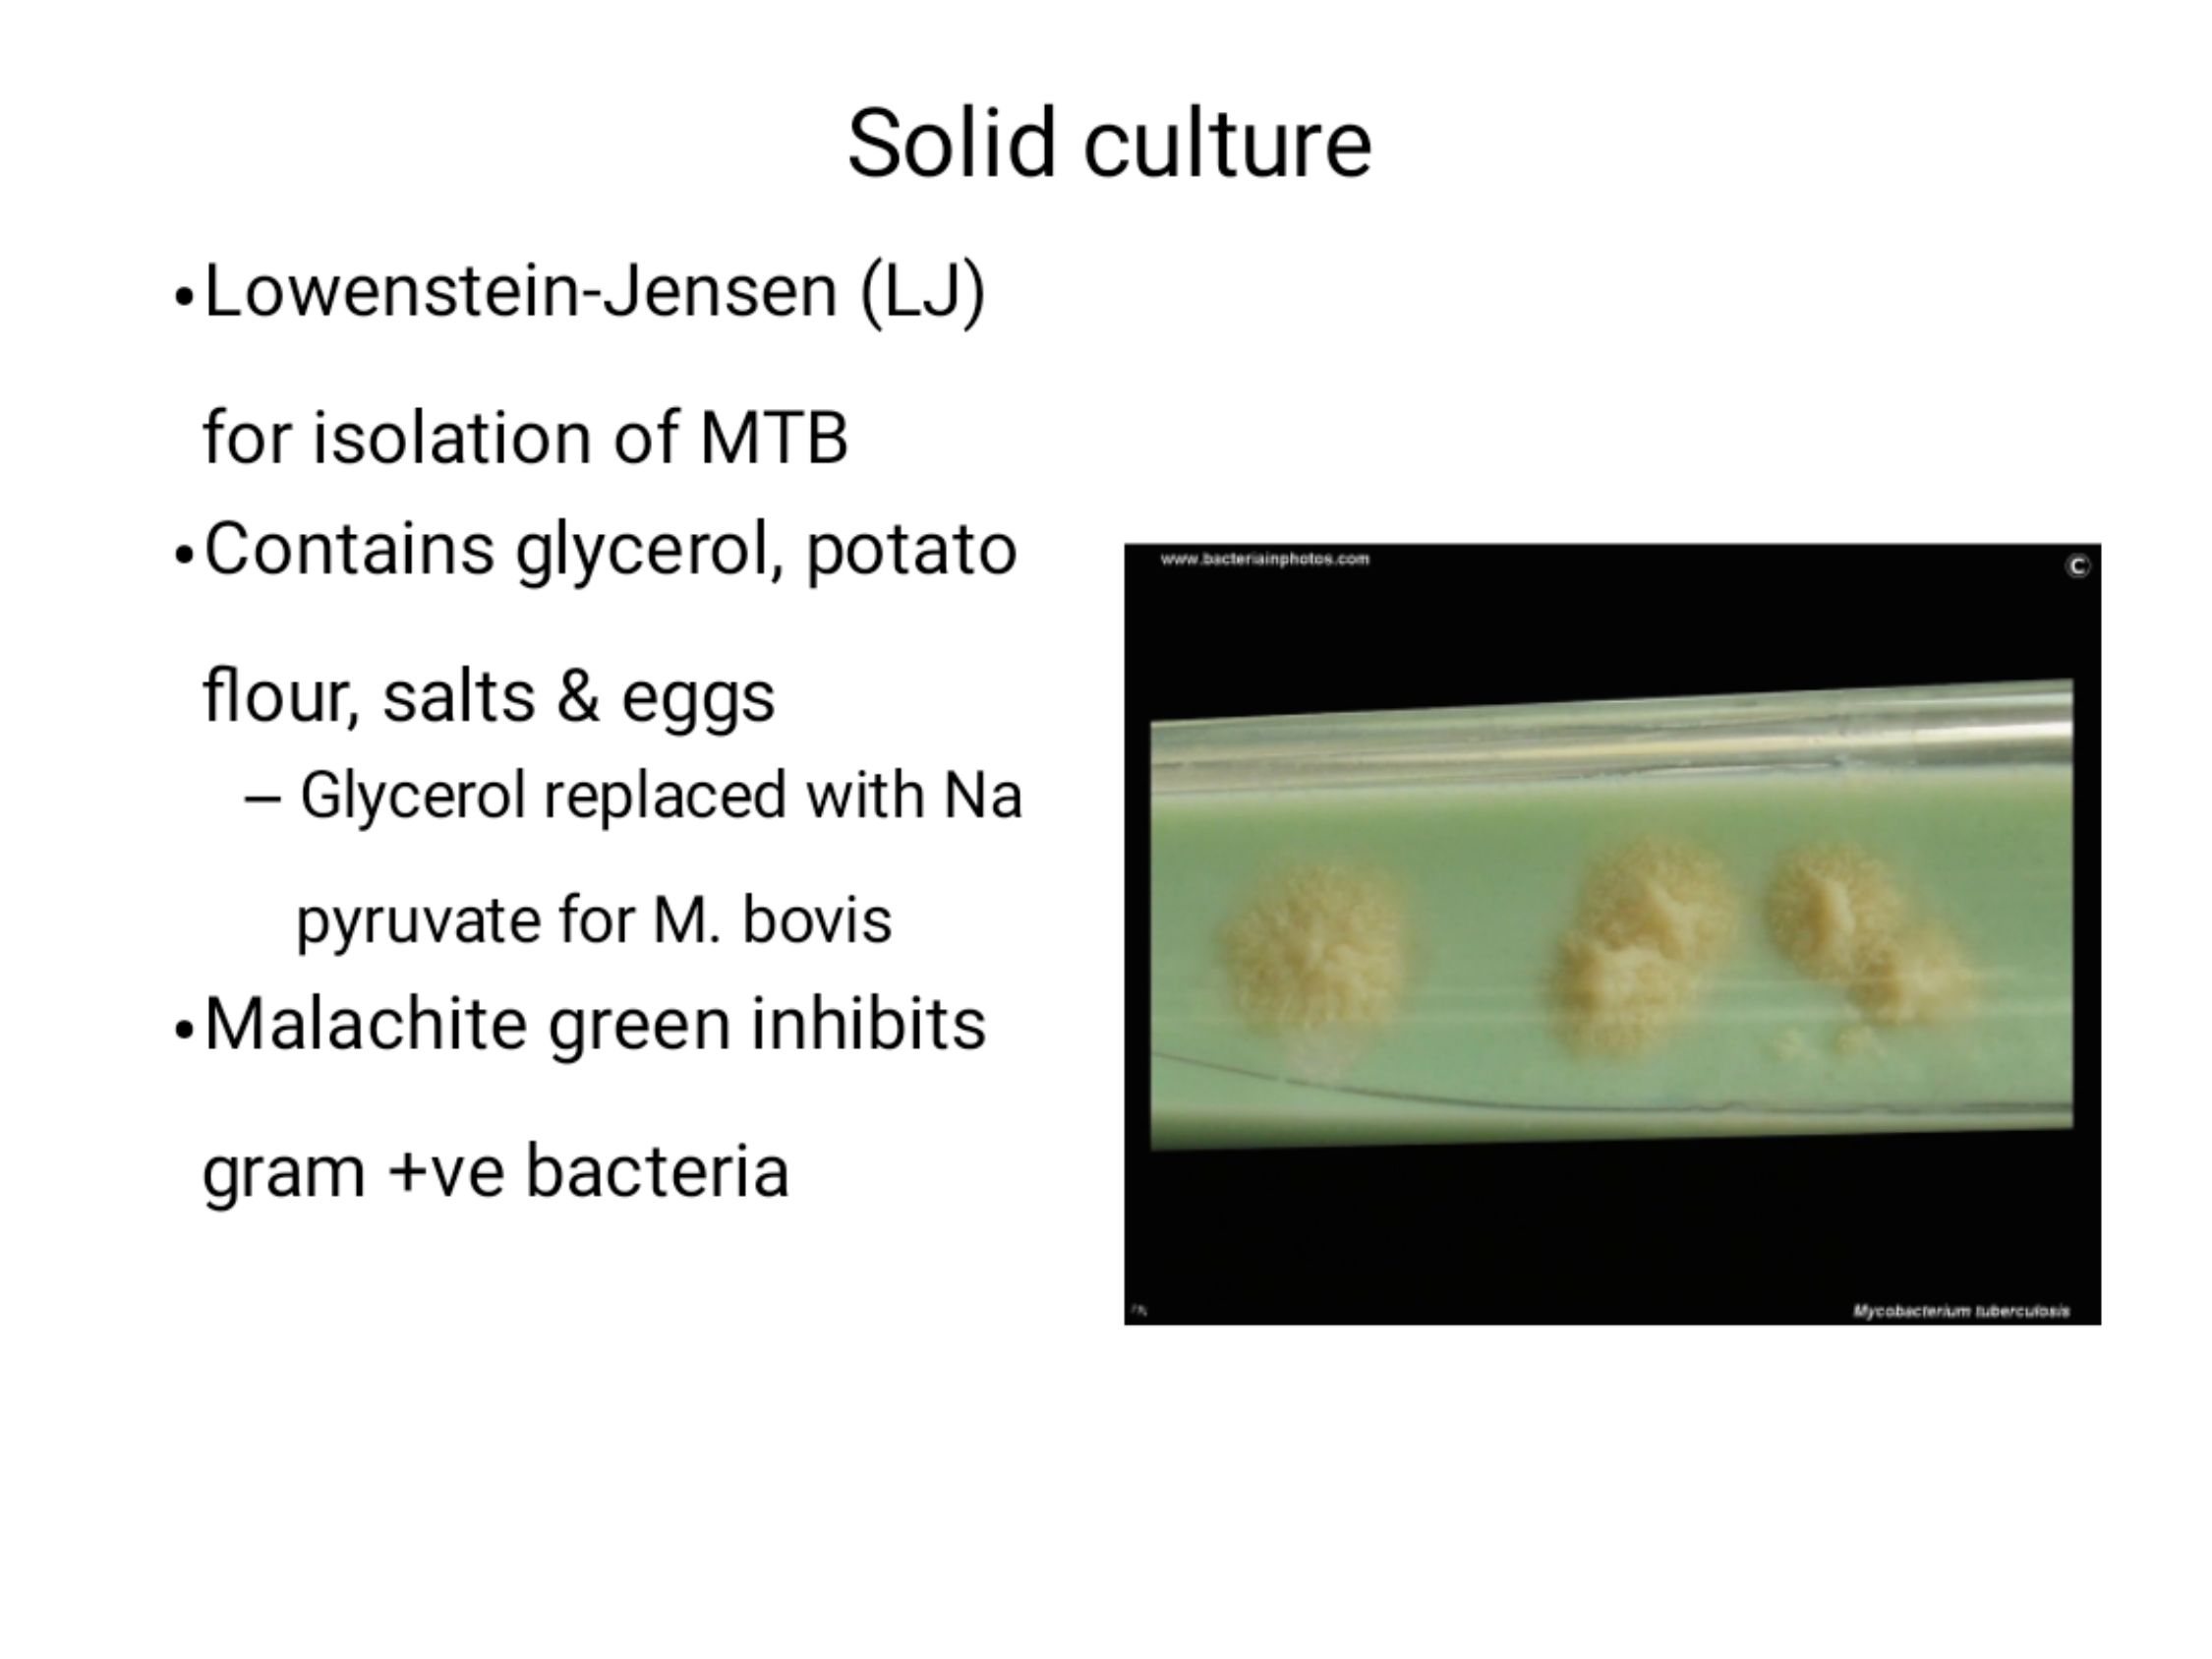 Solid culture
•Lowenstein-Jensen (LJ)
for isolation of MTB
•Contains glycerol, potato
flour, salts & eggs
– Glycerol replaced with Na
pyruvate for M. bovis
•Malachite green inhibits
gram +ve bacteria
www.bacteriainphotos.com
©
Mycobacterium tuberculosis